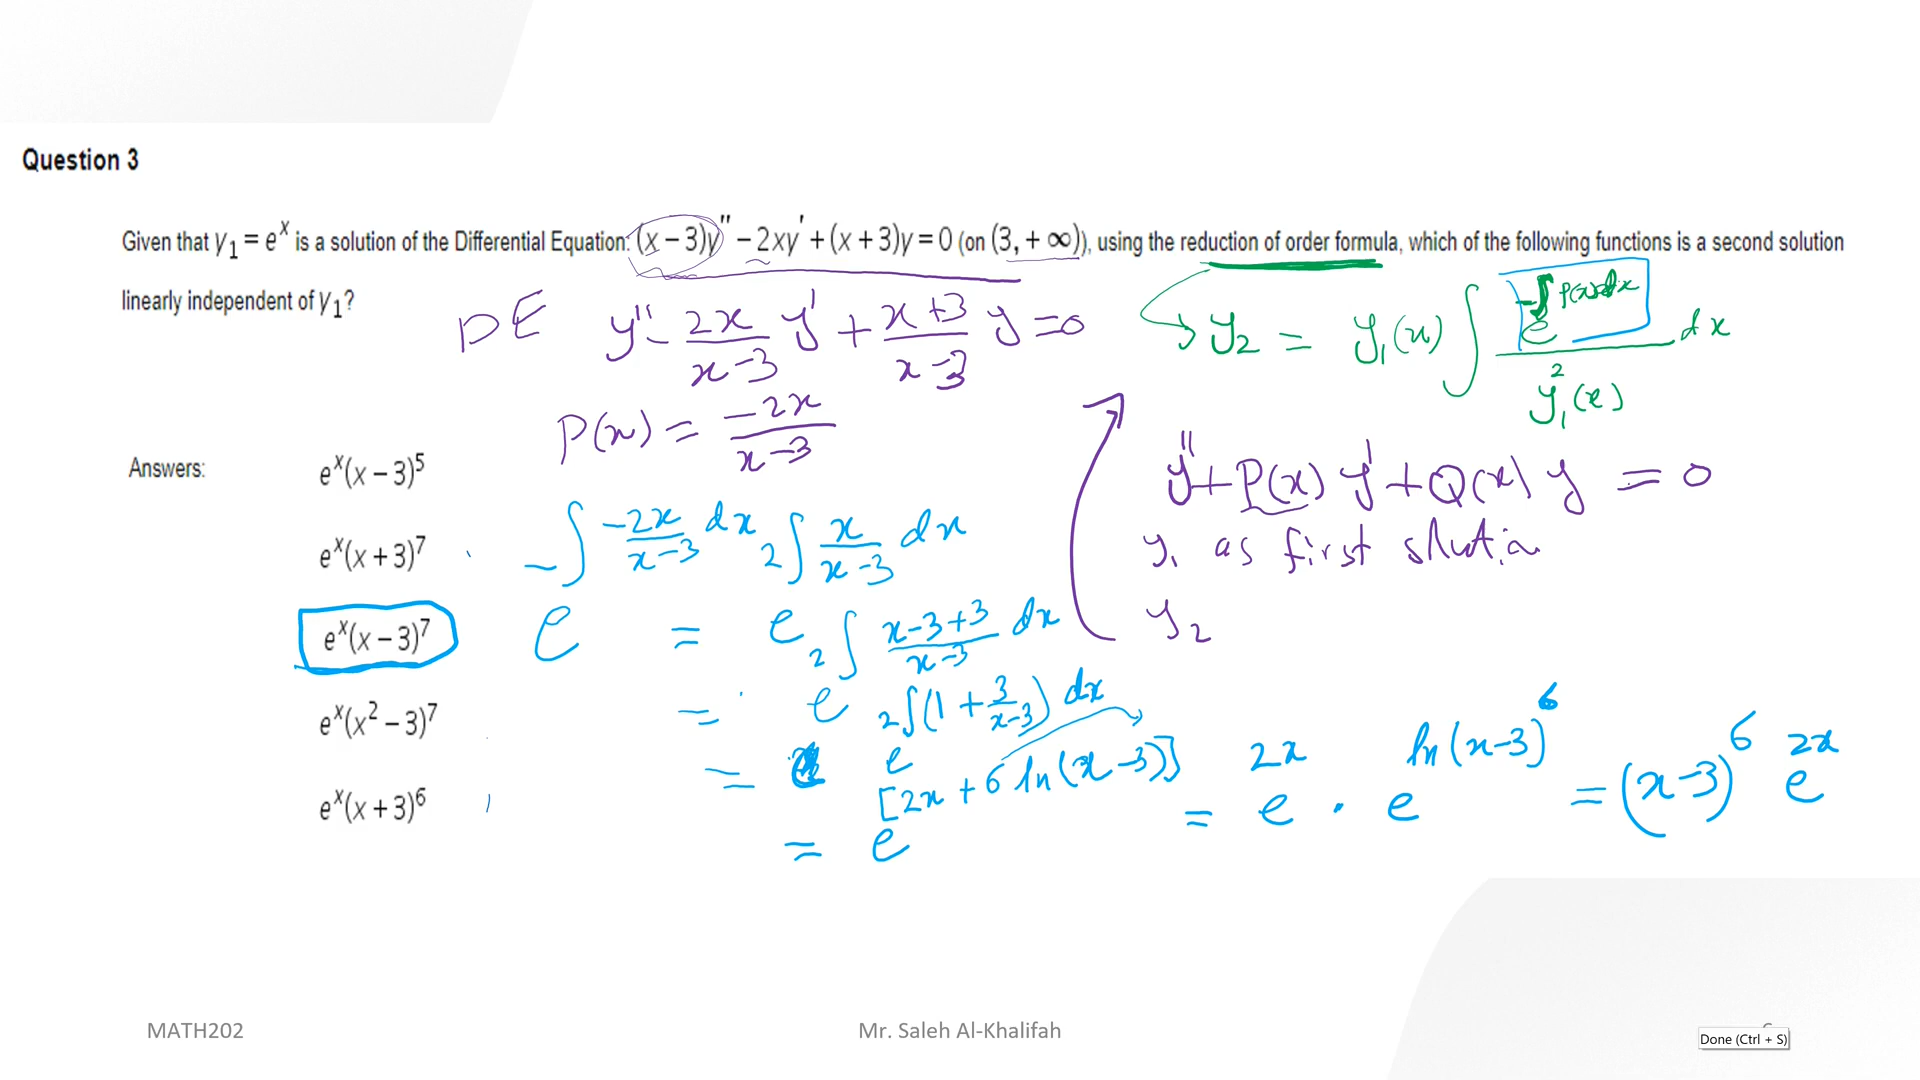 Question 3
Given that y₁ = eˣ is a solution of the Differential Equation: (x − 3)y'' − 2xy' + (x + 3)y = 0 (on (3, + ∞)), using the reduction of order formula, which of the following functions is a second solution
linearly independent of y₁?
DE y'' − 2x/(x−3) y' + (x+3)/(x−3) y = 0
y₂ = y₁(x) ∫ e^(−∫P(x)dx) / y₁²(x) dx
P(x) = −2x/(x−3)
y'' + P(x) y' + Q(x) y = 0
y₁ as first slution
y₂
Answers:
eˣ(x − 3)⁵
eˣ(x + 3)⁷
eˣ(x − 3)⁷
eˣ(x² − 3)⁷
eˣ(x + 3)⁶
e^(−∫ −2x/(x−3) dx) = e^(2∫ x/(x−3) dx)
= e^(2∫ (x−3+3)/(x−3) dx)
= e^(2∫(1 + 3/(x−3)) dx)
= e^[2x + 6 ln(x−3)] = e^(2x) · e^(ln(x−3)⁶) = (x−3)⁶ e^(2x)
MATH202
Mr. Saleh Al-Khalifah
Done (Ctrl + S)